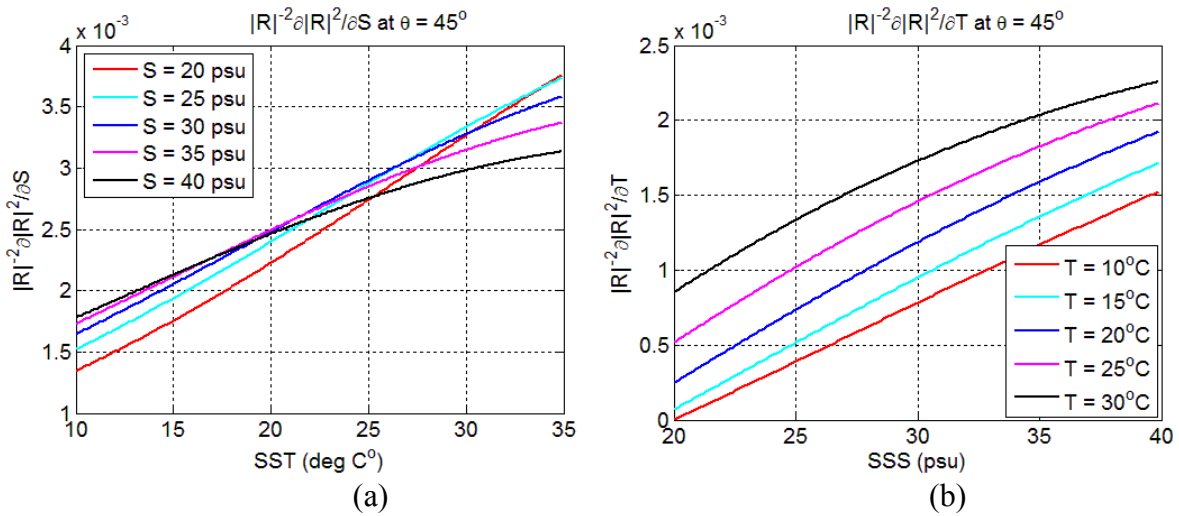 |R|⁻²∂|R|²/∂S at θ = 45°
x 10⁻³
4
3.5
3
2.5
2
1.5
1
|R|⁻²∂|R|²/∂S
S = 20 psu
S = 25 psu
S = 30 psu
S = 35 psu
S = 40 psu
10 15 20 25 30 35
SST (deg C°)
(a)
|R|⁻²∂|R|²/∂T at θ = 45°
x 10⁻³
2.5
2
1.5
1
0.5
0
|R|⁻²∂|R|²/∂T
T = 10°C
T = 15°C
T = 20°C
T = 25°C
T = 30°C
20 25 30 35 40
SSS (psu)
(b)